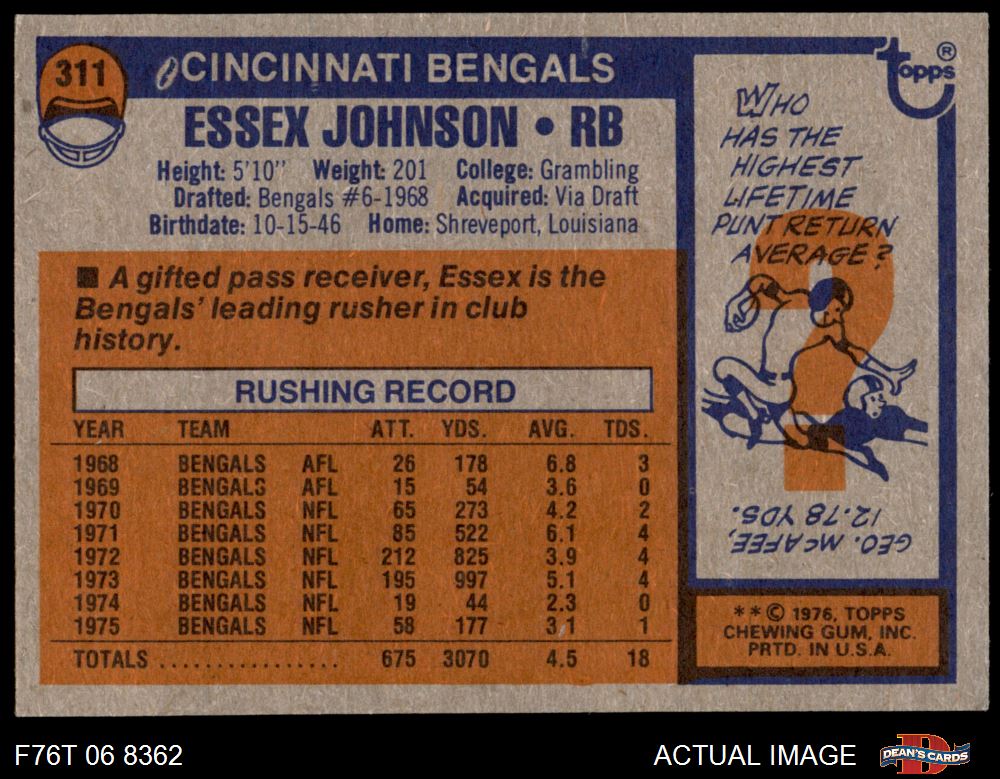 311
CINCINNATI BENGALS
ESSEX JOHNSON • RB
Height: 5'10" Weight: 201 College: Grambling
Drafted: Bengals #6-1968 Acquired: Via Draft
Birthdate: 10-15-46 Home: Shreveport, Louisiana
■ A gifted pass receiver, Essex is the
Bengals' leading rusher in club
history.
RUSHING RECORD
YEAR TEAM ATT. YDS. AVG. TDS.
1968 BENGALS AFL 26 178 6.8 3
1969 BENGALS AFL 15 54 3.6 0
1970 BENGALS NFL 65 273 4.2 2
1971 BENGALS NFL 85 522 6.1 4
1972 BENGALS NFL 212 825 3.9 4
1973 BENGALS NFL 195 997 5.1 4
1974 BENGALS NFL 19 44 2.3 0
1975 BENGALS NFL 58 177 3.1 1
TOTALS ................. 675 3070 4.5 18
Topps ®
WHO
HAS THE
HIGHEST
LIFETIME
PUNT RETURN
AVERAGE?
?
GEO. McAFEE,
12.78 YDS.
**© 1976, TOPPS
CHEWING GUM, INC.
PRTD. IN U.S.A.
F76T 06 8362
ACTUAL IMAGE
DEAN'S CARDS